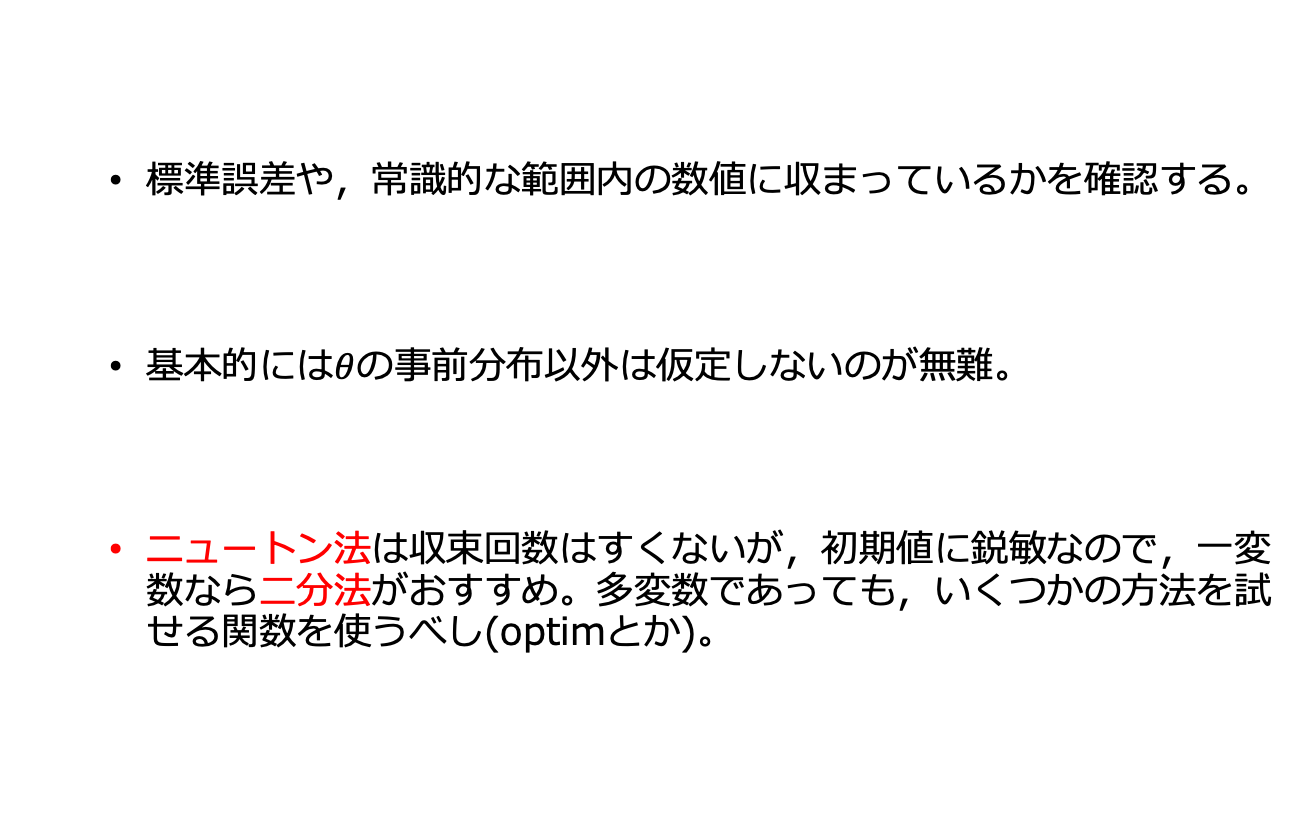 • 標準誤差や，常識的な範囲内の数値に収まっているかを確認する。
• 基本的には𝜃の事前分布以外は仮定しないのが無難。
• ニュートン法は収束回数はすくないが，初期値に鋭敏なので，一変
数なら二分法がおすすめ。多変数であっても，いくつかの方法を試
せる関数を使うべし(optimとか)。